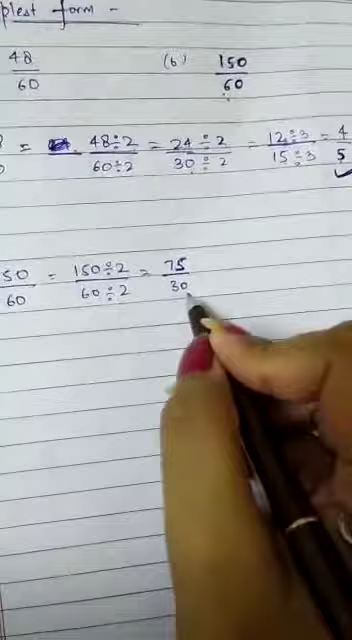 plest form -
48/60 (b) 150/60
= 48÷2/60÷2 = 24÷2/30÷2 = 12÷3/15÷3 = 4/5
50/60 = 150÷2/60÷2 = 75/30